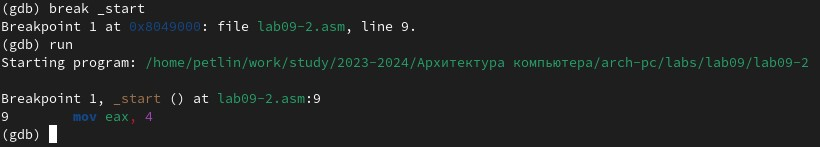 (gdb) break _start
Breakpoint 1 at 0x8049000: file lab09-2.asm, line 9.
(gdb) run
Starting program: /home/petlin/work/study/2023-2024/Архитектура компьютера/arch-pc/labs/lab09/lab09-2
Breakpoint 1, _start () at lab09-2.asm:9
9        mov eax, 4
(gdb)